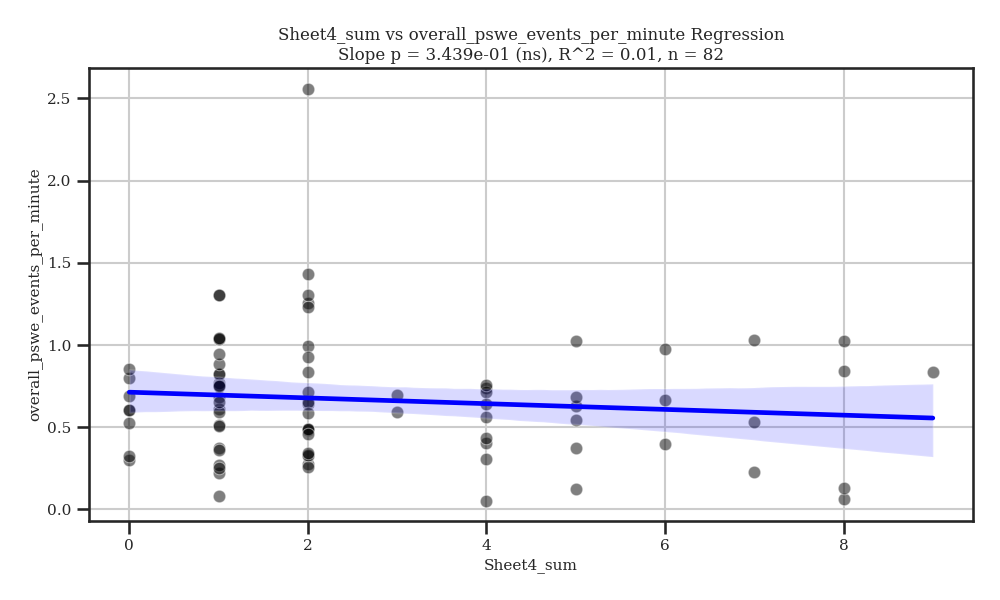 Sheet4_sum vs overall_pswe_events_per_minute Regression
Slope p = 3.439e-01 (ns), R^2 = 0.01, n = 82
overall_pswe_events_per_minute
2.5
2.0
1.5
1.0
0.5
0.0
0 2 4 6 8
Sheet4_sum